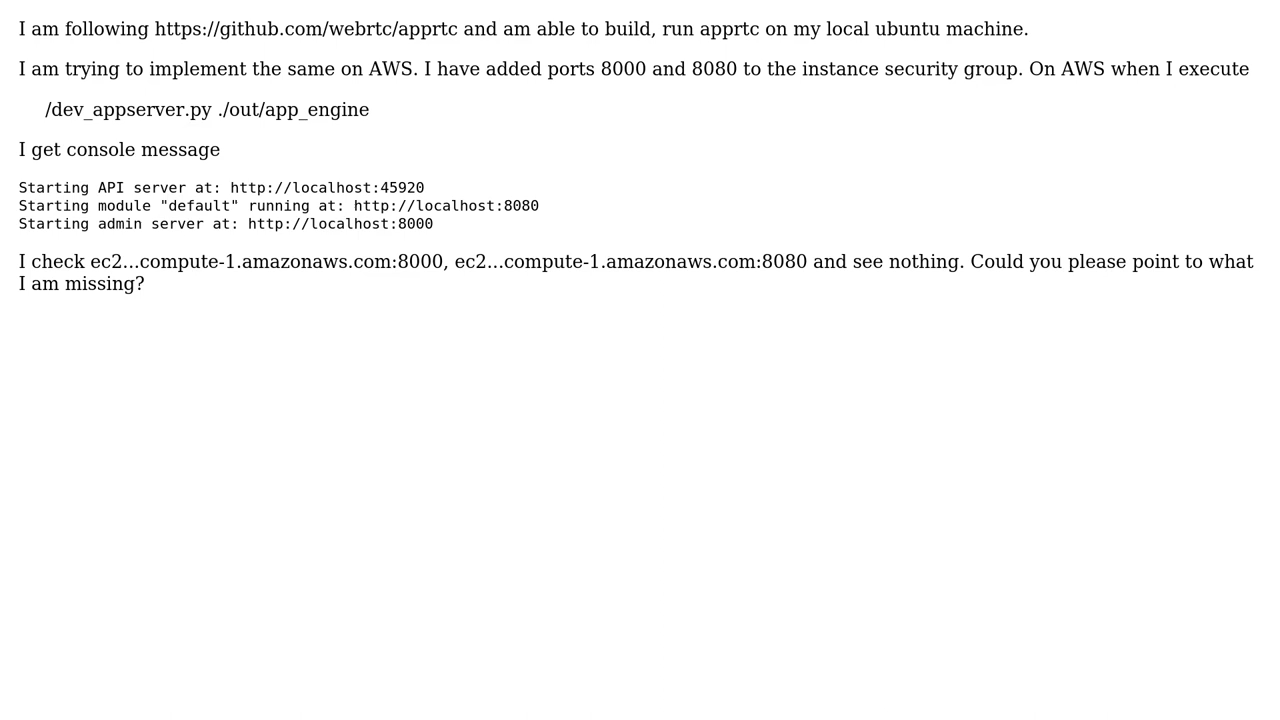 I am following https://github.com/webrtc/apprtc and am able to build, run apprtc on my local ubuntu machine.
I am trying to implement the same on AWS. I have added ports 8000 and 8080 to the instance security group. On AWS when I execute
/dev_appserver.py ./out/app_engine
I get console message
Starting API server at: http://localhost:45920
Starting module "default" running at: http://localhost:8080
Starting admin server at: http://localhost:8000
I check ec2...compute-1.amazonaws.com:8000, ec2...compute-1.amazonaws.com:8080 and see nothing. Could you please point to what
I am missing?